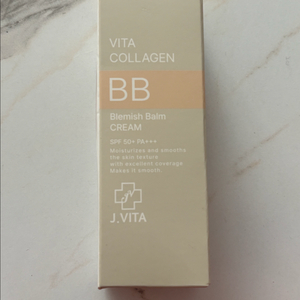 VITA
COLLAGEN
BB
Blemish Balm
CREAM
SPF 50+ PA+++
Moisturizes and smooths
the skin texture
with excellent coverage
Makes it smooth
J.VITA